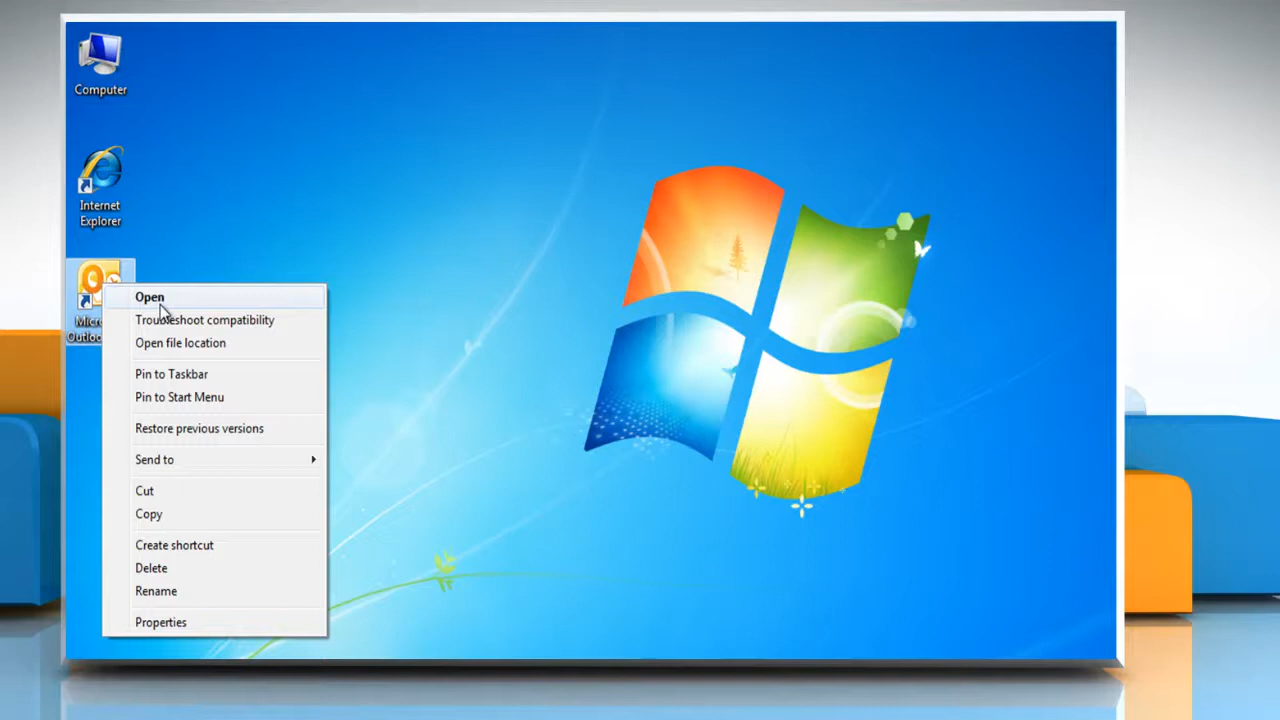 Computer
Internet
Explorer
Open
Troubleshoot compatibility
Open file location
Pin to Taskbar
Pin to Start Menu
Restore previous versions
Send to
Cut
Copy
Create shortcut
Delete
Rename
Properties